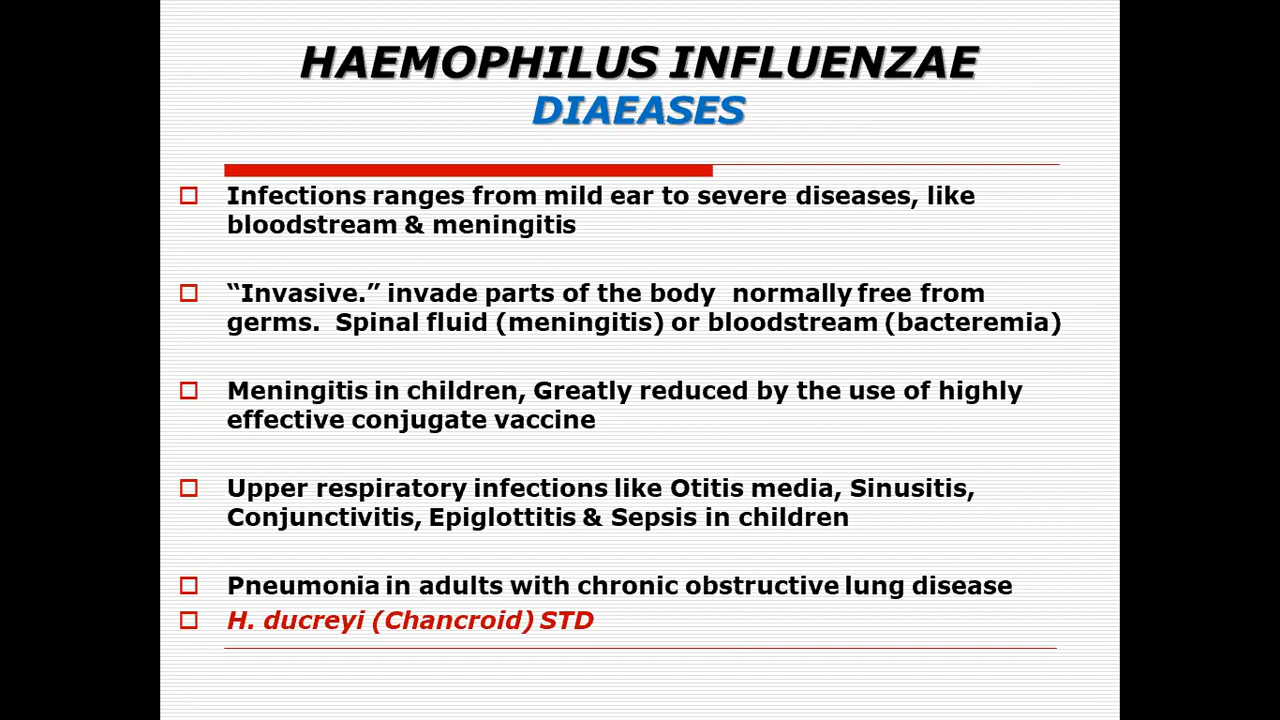 HAEMOPHILUS INFLUENZAE
DIAEASES
Infections ranges from mild ear to severe diseases, like
bloodstream & meningitis
“Invasive.” invade parts of the body normally free from
germs. Spinal fluid (meningitis) or bloodstream (bacteremia)
Meningitis in children, Greatly reduced by the use of highly
effective conjugate vaccine
Upper respiratory infections like Otitis media, Sinusitis,
Conjunctivitis, Epiglottitis & Sepsis in children
Pneumonia in adults with chronic obstructive lung disease
H. ducreyi (Chancroid) STD